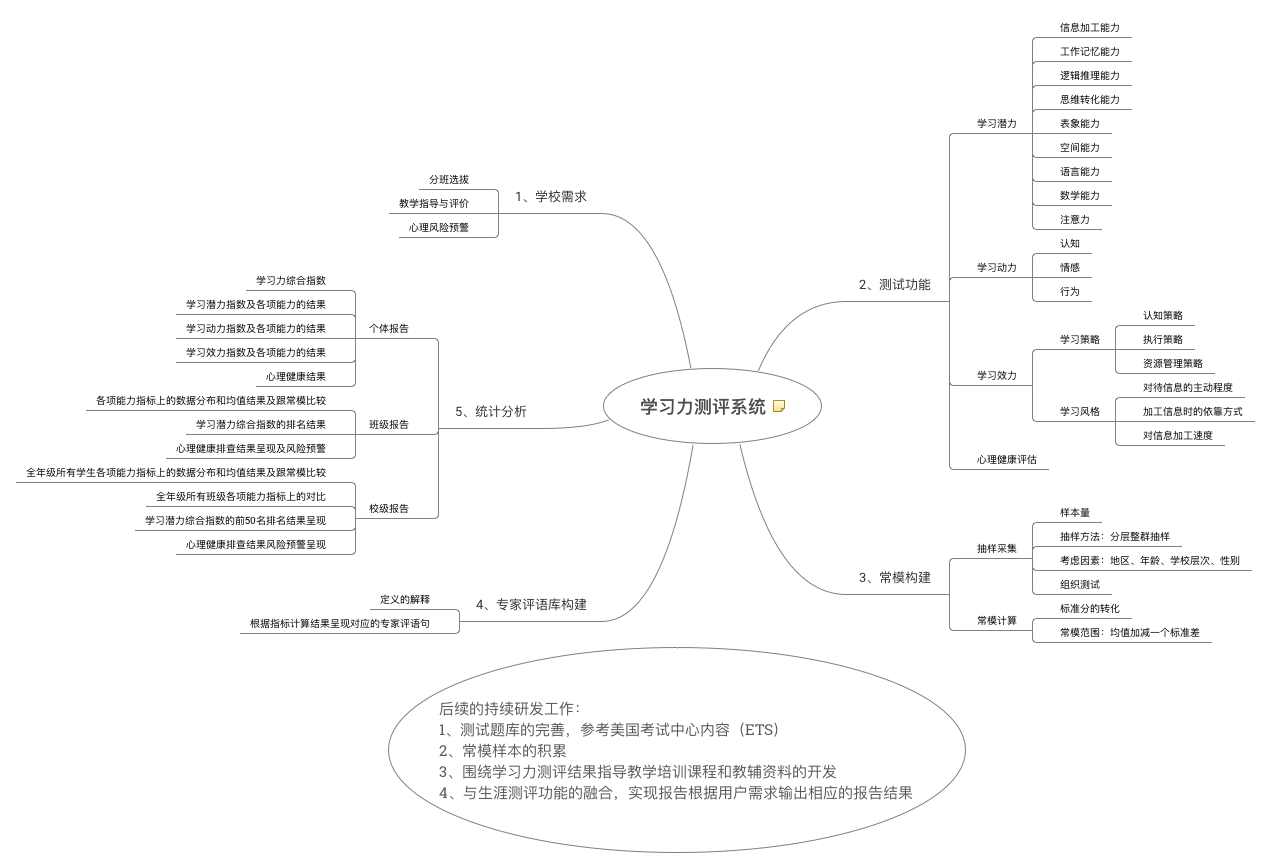 学习力测评系统
1、学校需求
分班选拔
教学指导与评价
心理风险预警
2、测试功能
学习潜力
信息加工能力
工作记忆能力
逻辑推理能力
思维转化能力
表象能力
空间能力
语言能力
数学能力
注意力
学习动力
认知
情感
行为
学习效力
学习策略
认知策略
执行策略
资源管理策略
学习风格
对待信息的主动程度
加工信息时的依靠方式
对信息加工速度
心理健康评估
3、常模构建
抽样采集
样本量
抽样方法：分层整群抽样
考虑因素：地区、年龄、学校层次、性别
组织测试
常模计算
标准分的转化
常模范围：均值加减一个标准差
4、专家评语库构建
定义的解释
根据指标计算结果呈现对应的专家评语句
5、统计分析
个体报告
学习力综合指数
学习潜力指数及各项能力的结果
学习动力指数及各项能力的结果
学习效力指数及各项能力的结果
心理健康结果
班级报告
各项能力指标上的数据分布和均值结果及跟常模比较
学习潜力综合指数的排名结果
心理健康排查结果呈现及风险预警
校级报告
全年级所有学生各项能力指标上的数据分布和均值结果及跟常模比较
全年级所有班级各项能力指标上的对比
学习潜力综合指数的前50名排名结果呈现
心理健康排查结果风险预警呈现
后续的持续研发工作：
1、测试题库的完善，参考美国考试中心内容（ETS）
2、常模样本的积累
3、围绕学习力测评结果指导教学培训课程和教辅资料的开发
4、与生涯测评功能的融合，实现报告根据用户需求输出相应的报告结果